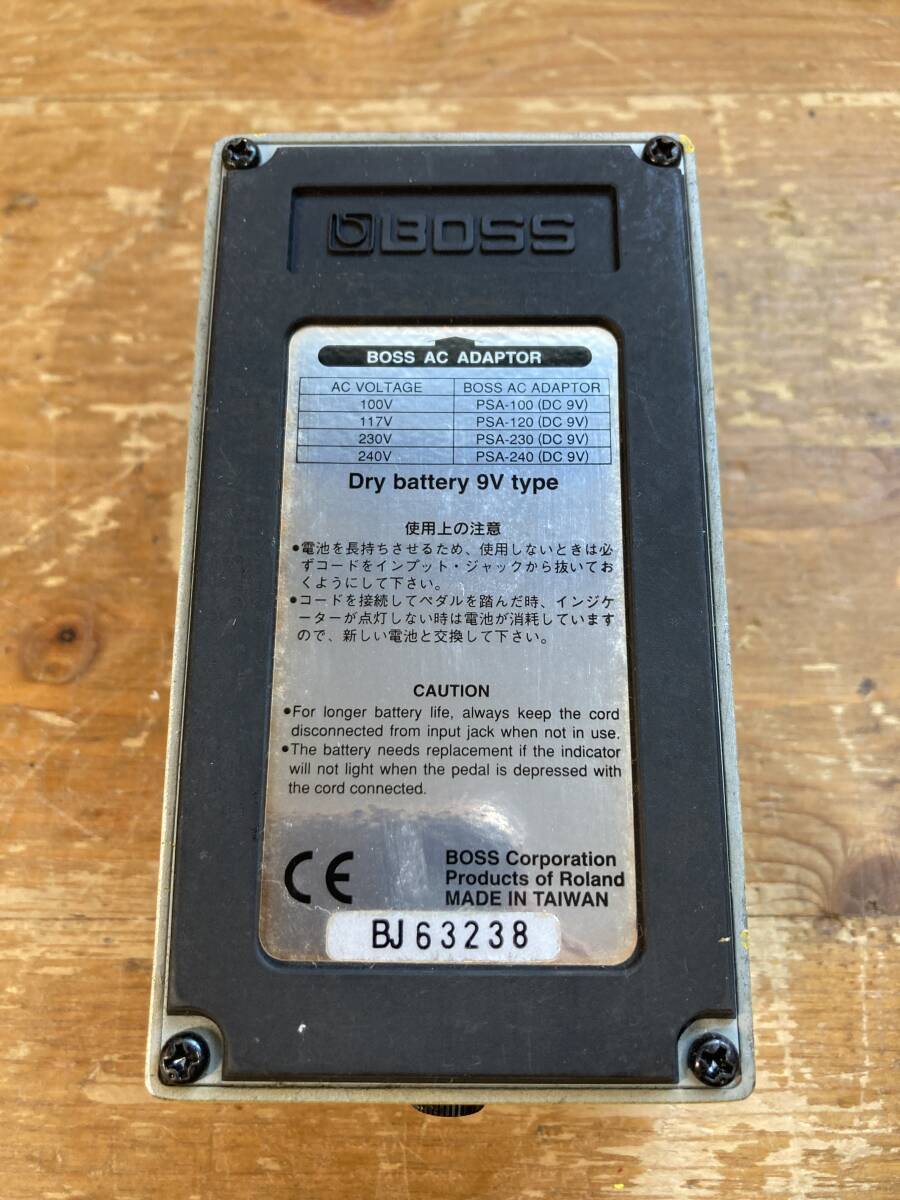 BOSS
BOSS AC ADAPTOR
AC VOLTAGE BOSS AC ADAPTOR
100V PSA-100 (DC 9V)
117V PSA-120 (DC 9V)
230V PSA-230 (DC 9V)
240V PSA-240 (DC 9V)
Dry battery 9V type
使用上の注意
●電池を長持ちさせるため、使用しないときは必
ずコードをインプット・ジャックから抜いてお
くようにして下さい。
●コードを接続してペダルを踏んだ時、インジケ
ーターが点灯しない時は電池が消耗しています
ので、新しい電池と交換して下さい。
CAUTION
●For longer battery life, always keep the cord
disconnected from input jack when not in use.
●The battery needs replacement if the indicator
will not light when the pedal is depressed with
the cord connected.
CE
BOSS Corporation
Products of Roland
MADE IN TAIWAN
BJ63238